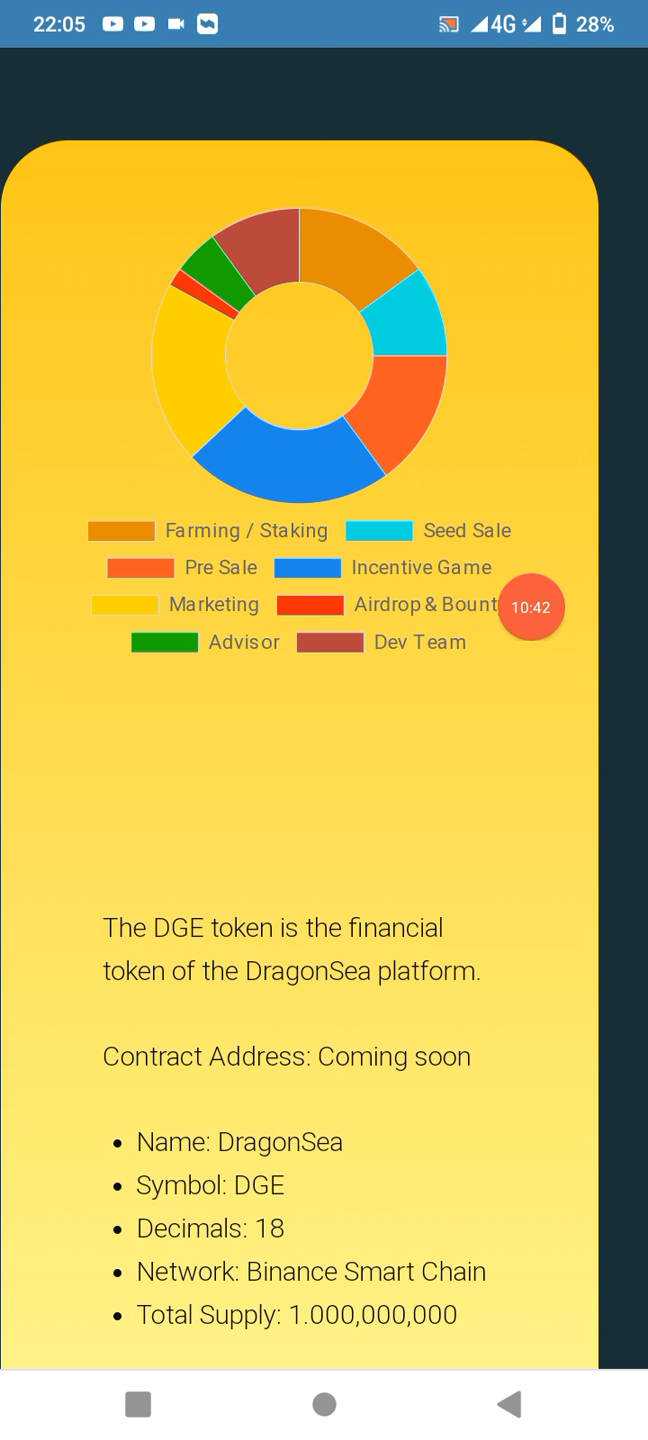 22:05 4G 28%
Farming / Staking Seed Sale
Pre Sale Incentive Game
Marketing Airdrop & Bount
10:42
Advisor Dev Team
The DGE token is the financial
token of the DragonSea platform.
Contract Address: Coming soon
• Name: DragonSea
• Symbol: DGE
• Decimals: 18
• Network: Binance Smart Chain
• Total Supply: 1.000,000,000